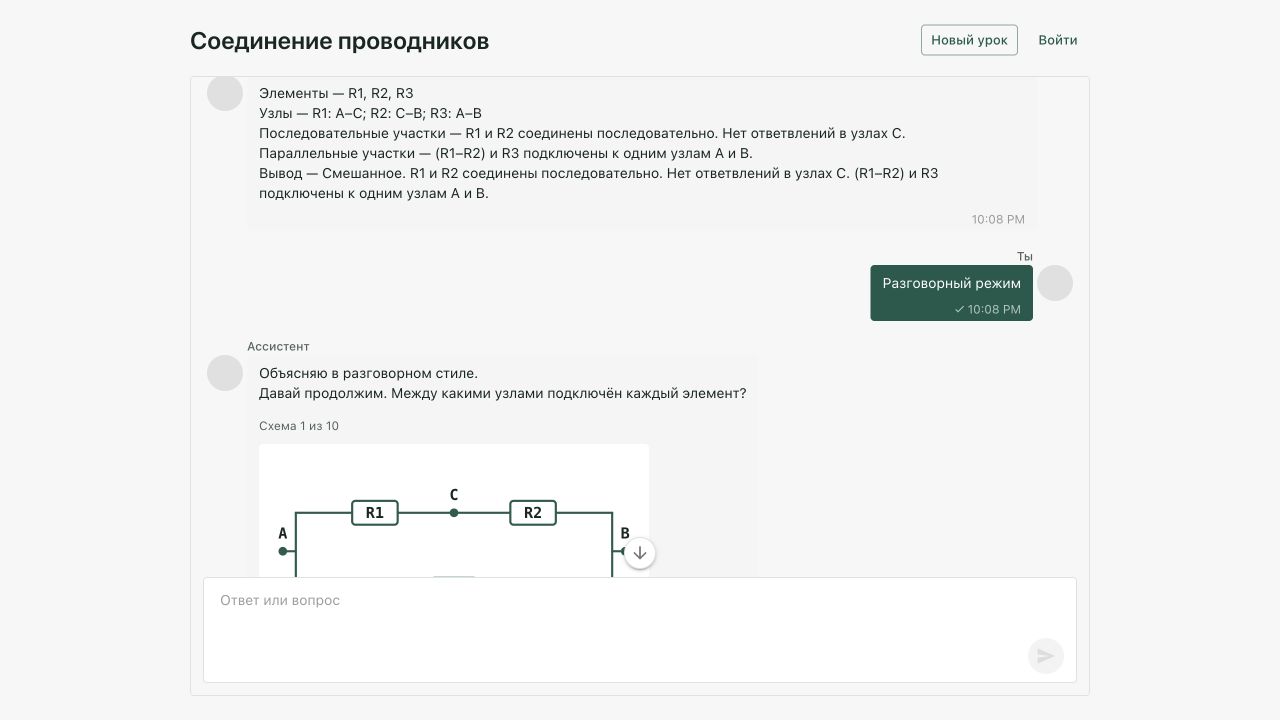 Соединение проводников
Новый урок
Войти
Элементы — R1, R2, R3
Узлы — R1: A–C; R2: C–B; R3: A–B
Последовательные участки — R1 и R2 соединены последовательно. Нет ответвлений в узлах C.
Параллельные участки — (R1–R2) и R3 подключены к одним узлам A и B.
Вывод — Смешанное. R1 и R2 соединены последовательно. Нет ответвлений в узлах C. (R1–R2) и R3
подключены к одним узлам A и B.
10:08 PM
Ты
Разговорный режим
10:08 PM
Ассистент
Объясняю в разговорном стиле.
Давай продолжим. Между какими узлами подключён каждый элемент?
Схема 1 из 10
C
R1
R2
A
B
Ответ или вопрос